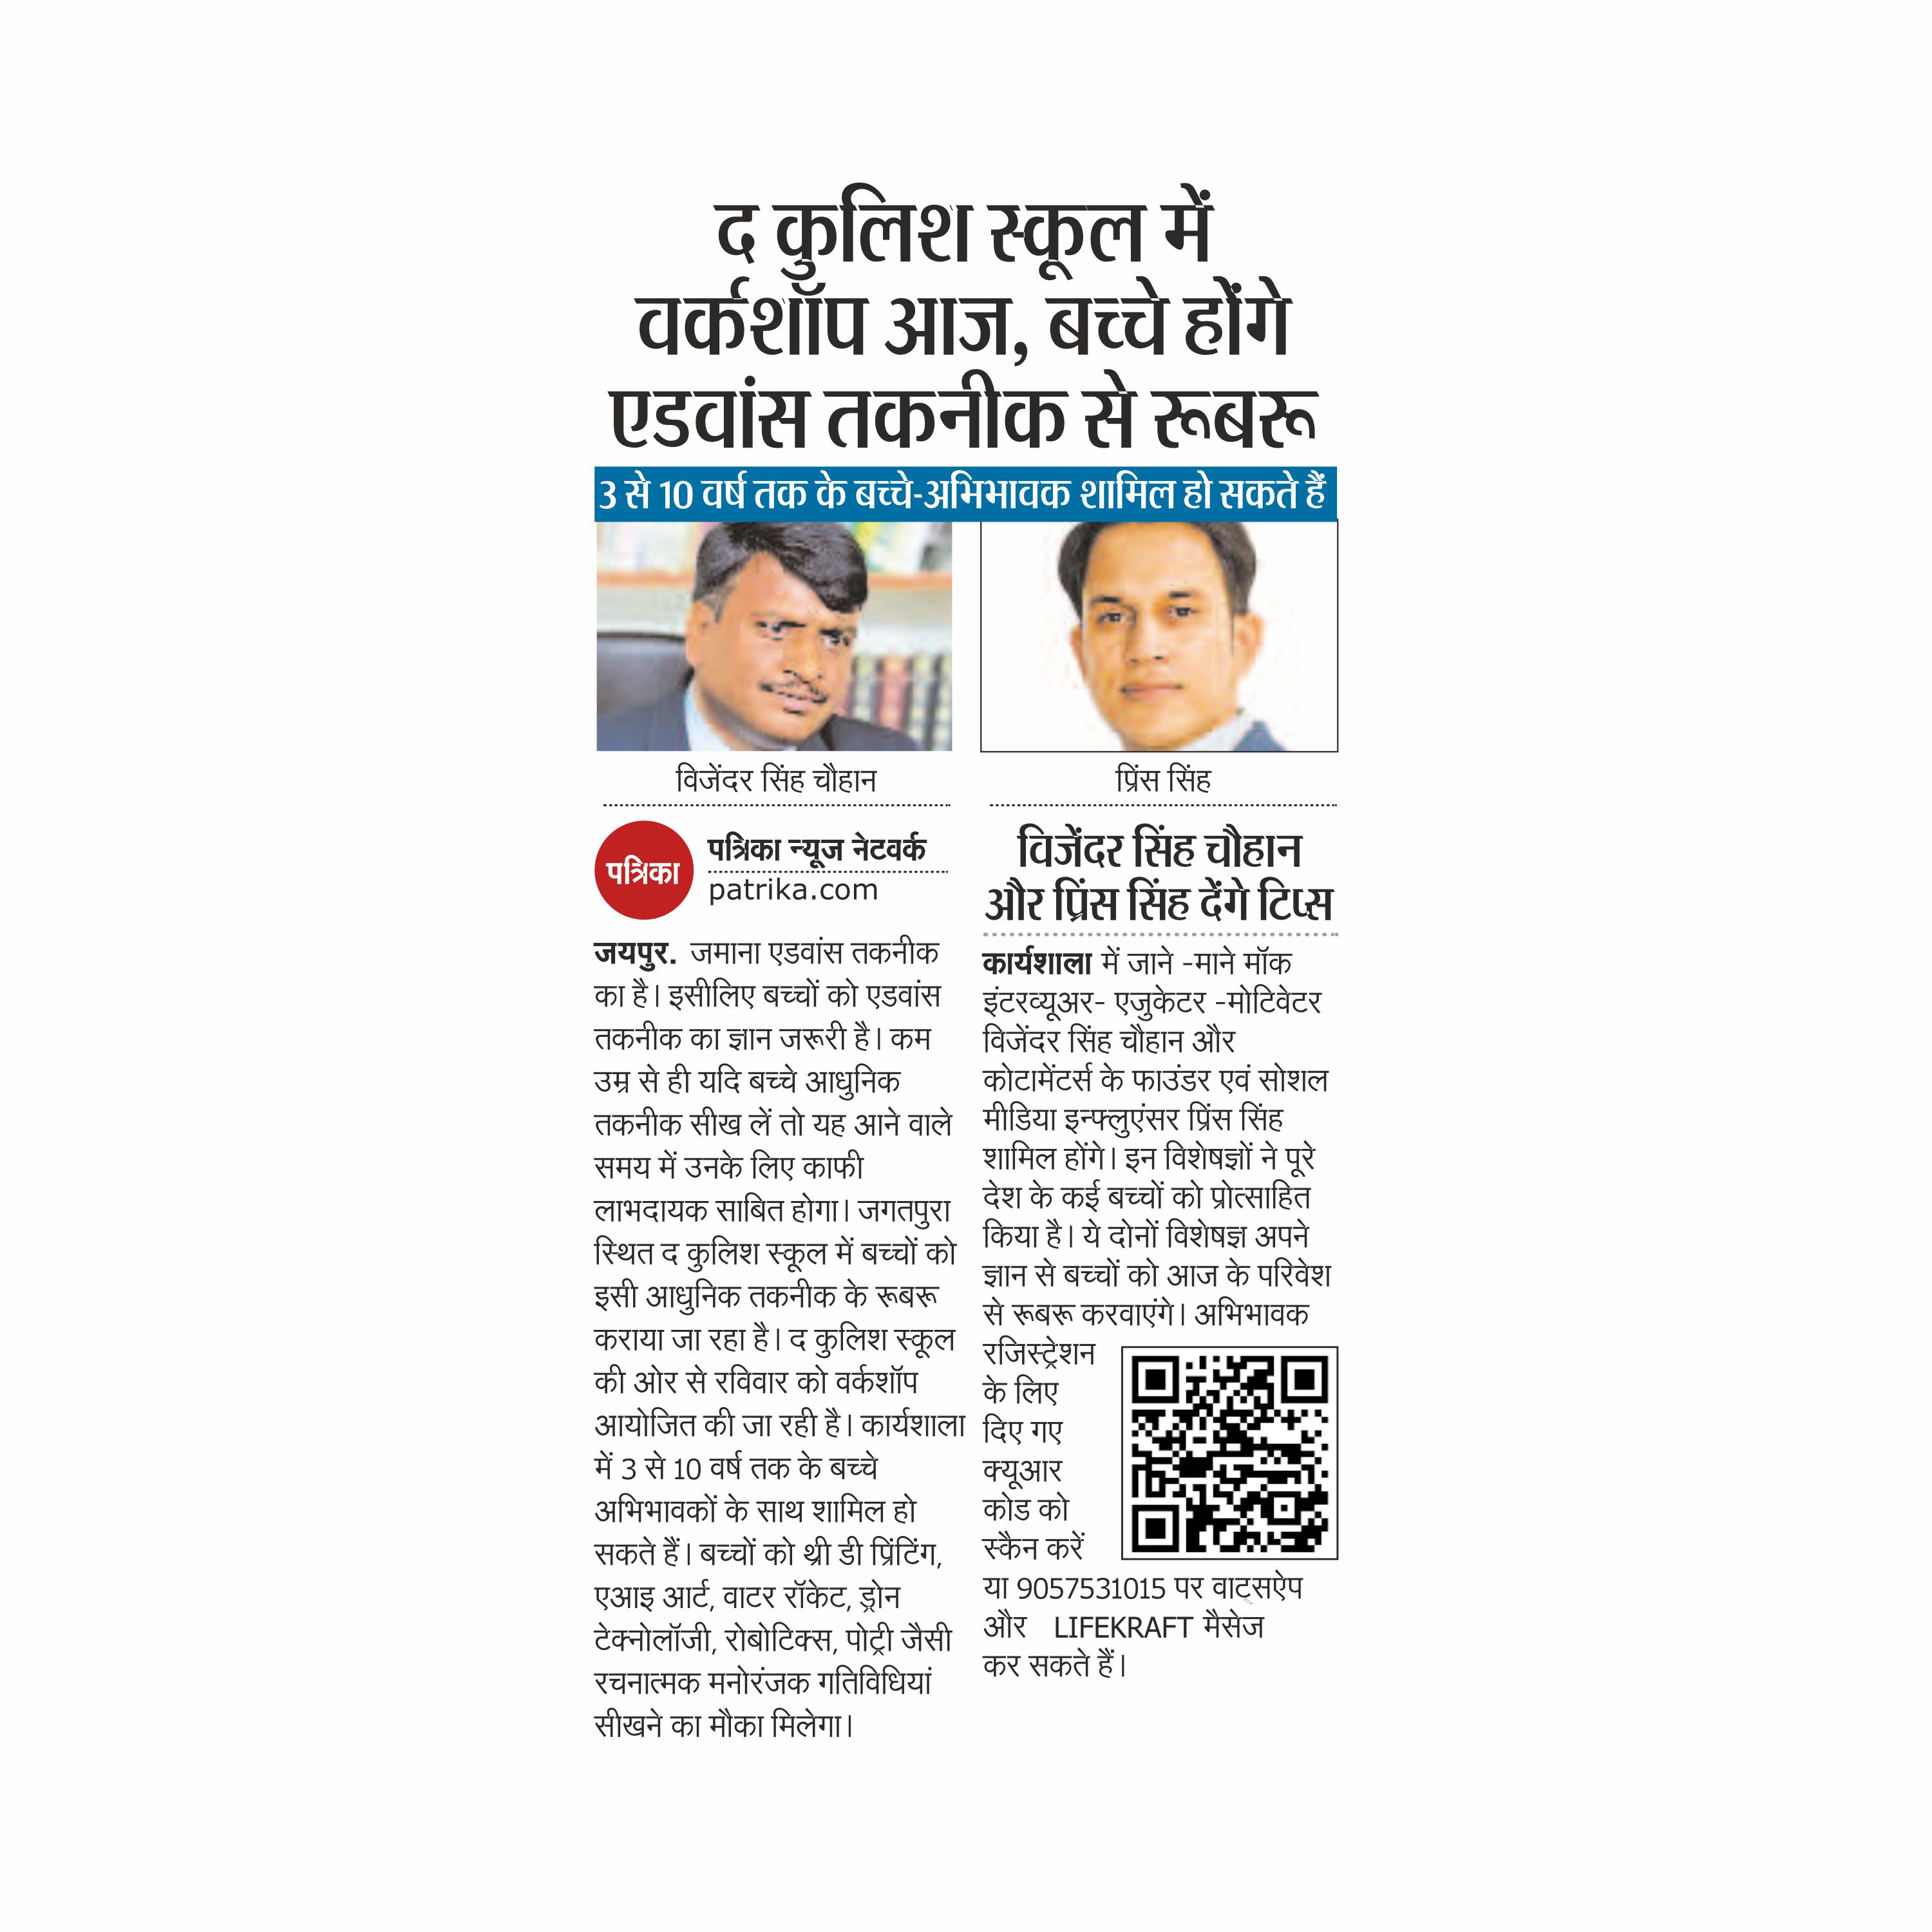 द कुलिश स्कूल में
वर्कशॉप आज, बच्चे होंगे
एडवांस तकनीक से रूबरू
3 से 10 वर्ष तक के बच्चे-अभिभावक शामिल हो सकते हैं
विजेंदर सिंह चौहान
प्रिंस सिंह
पत्रिका
पत्रिका न्यूज नेटवर्क
patrika.com
जयपुर. जमाना एडवांस तकनीक
का है। इसीलिए बच्चों को एडवांस
तकनीक का ज्ञान जरूरी है। कम
उम्र से ही यदि बच्चे आधुनिक
तकनीक सीख लें तो यह आने वाले
समय में उनके लिए काफी
लाभदायक साबित होगा। जगतपुरा
स्थित द कुलिश स्कूल में बच्चों को
इसी आधुनिक तकनीक के रूबरू
कराया जा रहा है। द कुलिश स्कूल
की ओर से रविवार को वर्कशॉप
आयोजित की जा रही है। कार्यशाला
में 3 से 10 वर्ष तक के बच्चे
अभिभावकों के साथ शामिल हो
सकते हैं। बच्चों को थ्री डी प्रिंटिंग,
एआइ आर्ट, वाटर रॉकेट, ड्रोन
टेक्नोलॉजी, रोबोटिक्स, पोट्री जैसी
रचनात्मक मनोरंजक गतिविधियां
सीखने का मौका मिलेगा।
विजेंदर सिंह चौहान
और प्रिंस सिंह देंगे टिप्स
कार्यशाला में जाने -माने मॉक
इंटरव्यूअर- एजुकेटर -मोटिवेटर
विजेंदर सिंह चौहान और
कोटामेंटर्स के फाउंडर एवं सोशल
मीडिया इन्फ्लुएंसर प्रिंस सिंह
शामिल होंगे। इन विशेषज्ञों ने पूरे
देश के कई बच्चों को प्रोत्साहित
किया है। ये दोनों विशेषज्ञ अपने
ज्ञान से बच्चों को आज के परिवेश
से रूबरू करवाएंगे। अभिभावक
रजिस्ट्रेशन
के लिए
दिए गए
क्यूआर
कोड को
स्कैन करें
या 9057531015 पर वाट्सऐप
और LIFEKRAFT मैसेज
कर सकते हैं।